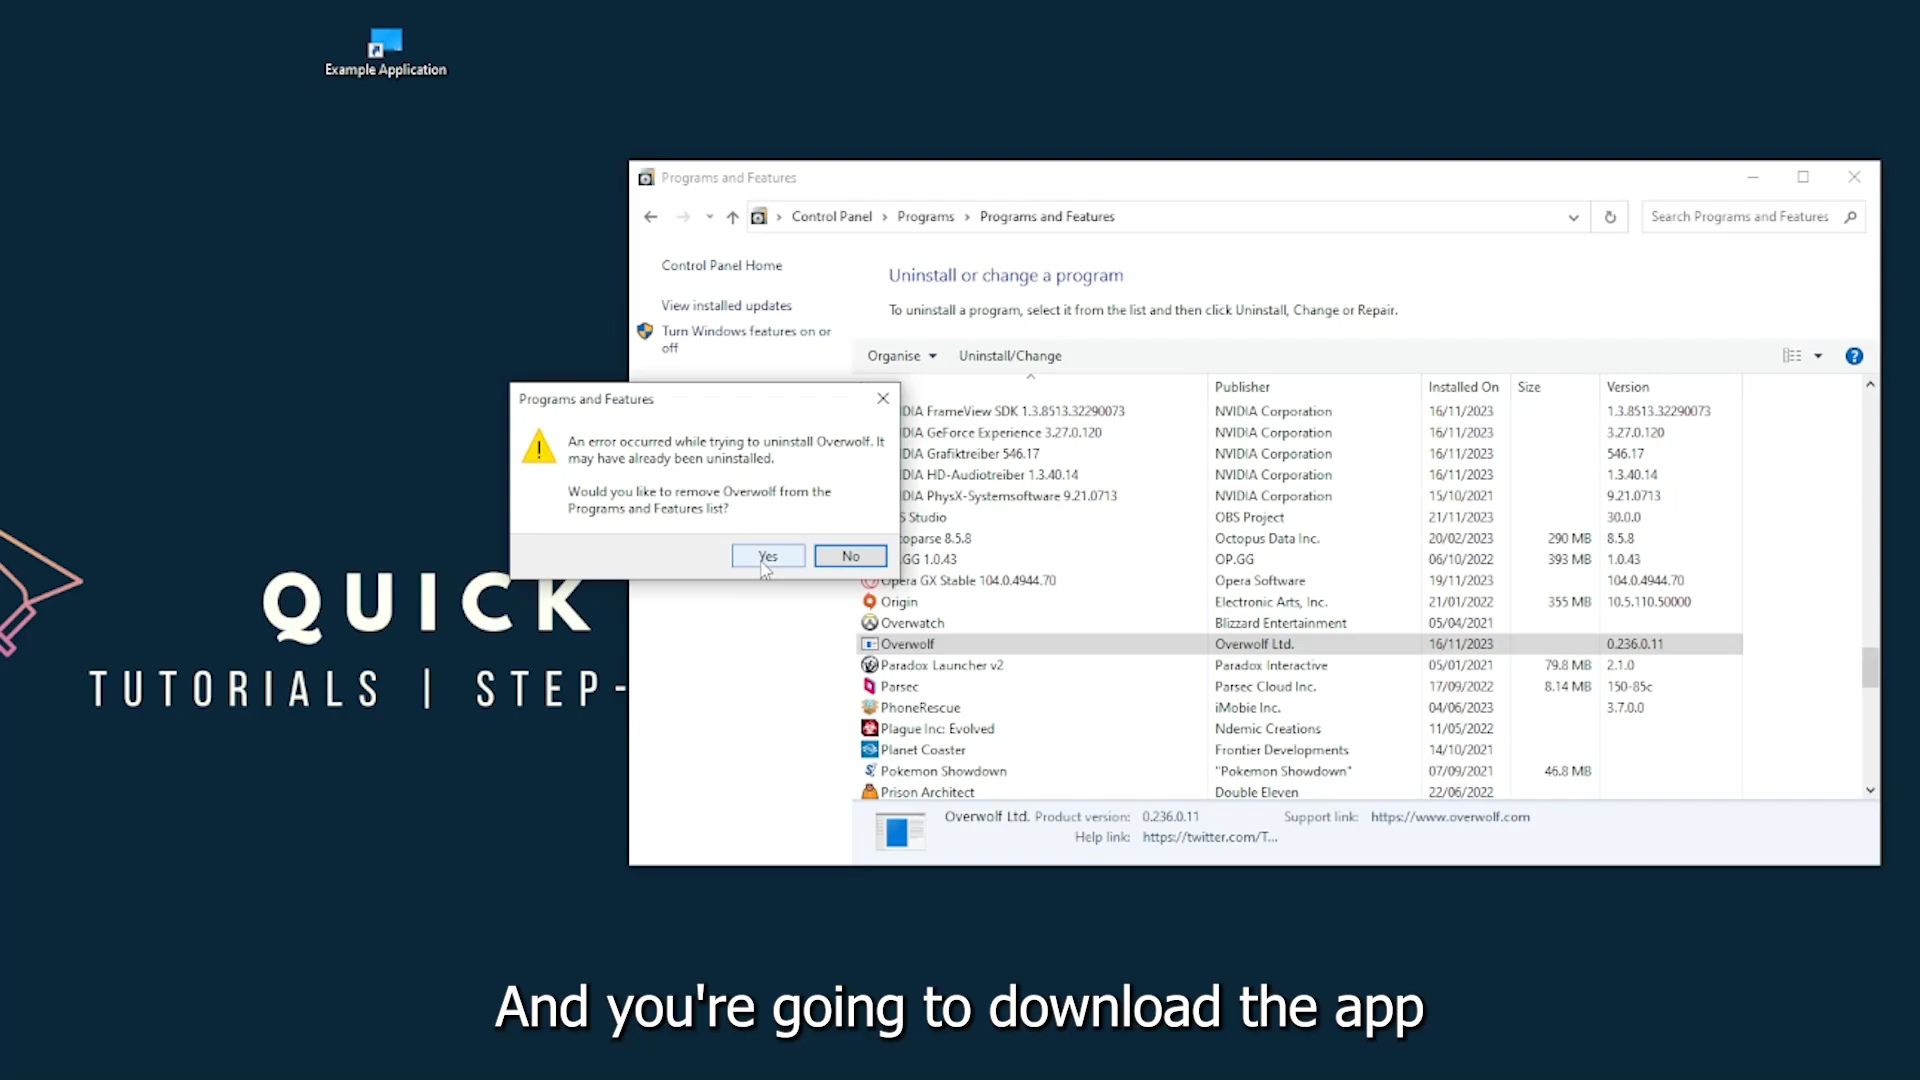 Example Application
Programs and Features
Control Panel > Programs > Programs and Features
Search Programs and Features
Control Panel Home
View installed updates
Turn Windows features on or
off
Uninstall or change a program
To uninstall a program, select it from the list and then click Uninstall, Change or Repair.
Organise Uninstall/Change
Publisher Installed On Size Version
DIA FrameView SDK 1.3.8513.32290073 NVIDIA Corporation 16/11/2023 1.3.8513.32290073
DIA GeForce Experience 3.27.0.120 NVIDIA Corporation 16/11/2023 3.27.0.120
DIA Grafiktreiber 546.17 NVIDIA Corporation 16/11/2023 546.17
DIA HD-Audiotreiber 1.3.40.14 NVIDIA Corporation 16/11/2023 1.3.40.14
DIA PhysX-Systemsoftware 9.21.0713 NVIDIA Corporation 15/10/2021 9.21.0713
S Studio OBS Project 21/11/2023 30.0.0
toparse 8.5.8 Octopus Data Inc. 20/02/2023 290 MB 8.5.8
.GG 1.0.43 OP.GG 06/10/2022 393 MB 1.0.43
Opera GX Stable 104.0.4944.70 Opera Software 19/11/2023 104.0.4944.70
Origin Electronic Arts, Inc. 21/01/2022 355 MB 10.5.110.50000
Overwatch Blizzard Entertainment 05/04/2021
Overwolf Overwolf Ltd. 16/11/2023 0.236.0.11
Paradox Launcher v2 Paradox Interactive 05/01/2021 79.8 MB 2.1.0
Parsec Parsec Cloud Inc. 17/09/2022 8.14 MB 150-85c
PhoneRescue iMobie Inc. 04/06/2023 3.7.0.0
Plague Inc: Evolved Ndemic Creations 11/05/2022
Planet Coaster Frontier Developments 14/10/2021
Pokemon Showdown "Pokemon Showdown" 07/09/2021 46.8 MB
Prison Architect Double Eleven 22/06/2022
Overwolf Ltd. Product version: 0.236.0.11 Support link: https://www.overwolf.com
Help link: https://twitter.com/T...
Programs and Features
An error occurred while trying to uninstall Overwolf. It
may have already been uninstalled.
Would you like to remove Overwolf from the
Programs and Features list?
Yes No
QUICK
TUTORIALS | STEP-
And you're going to download the app